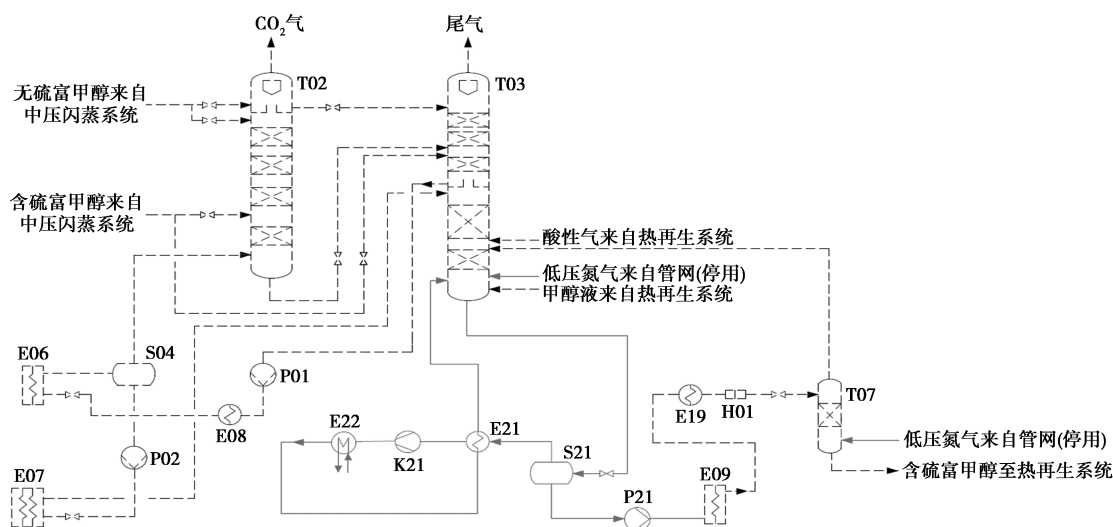 CO₂气
尾气
T02
T03
无硫富甲醇来自
中压闪蒸系统
含硫富甲醇来自
中压闪蒸系统
酸性气来自热再生系统
低压氮气来自管网(停用)
甲醇液来自热再生系统
E06
S04
P01
E08
P02
E07
E22
K21
E21
S21
P21
E09
E19
H01
T07
低压氮气来自管网(停用)
含硫富甲醇至热再生系统